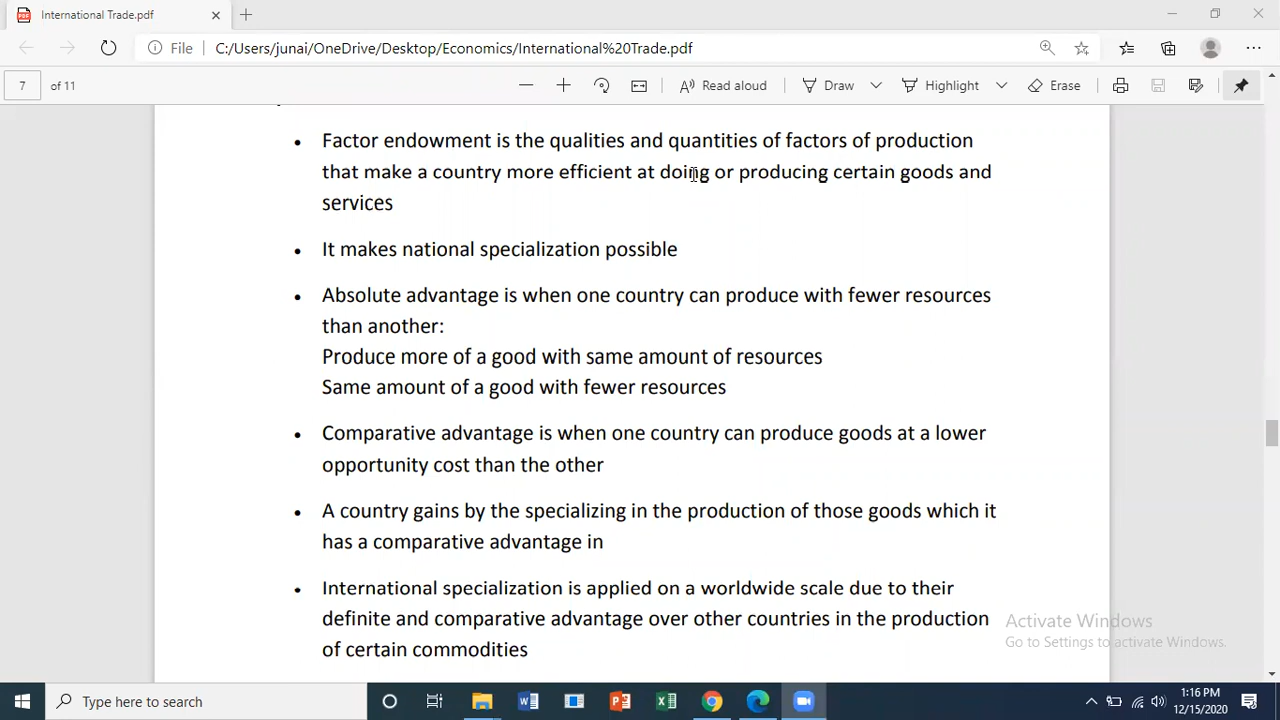 International Trade.pdf
File C:/Users/junai/OneDrive/Desktop/Economics/International%20Trade.pdf
7 of 11 Read aloud Draw Highlight Erase
• Factor endowment is the qualities and quantities of factors of production
that make a country more efficient at doing or producing certain goods and
services
• It makes national specialization possible
• Absolute advantage is when one country can produce with fewer resources
than another:
Produce more of a good with same amount of resources
Same amount of a good with fewer resources
• Comparative advantage is when one country can produce goods at a lower
opportunity cost than the other
• A country gains by the specializing in the production of those goods which it
has a comparative advantage in
• International specialization is applied on a worldwide scale due to their
definite and comparative advantage over other countries in the production
of certain commodities
Activate Windows
Go to Settings to activate Windows.
Type here to search
1:16 PM
12/15/2020